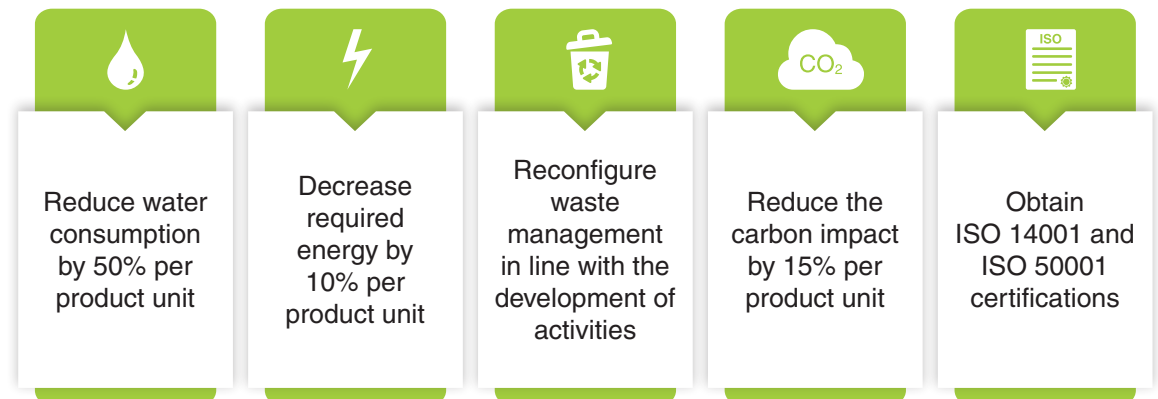 Reduce water
consumption
by 50% per
product unit
Decrease
required
energy by
10% per
product unit
Reconfigure
waste
management
in line with the
development of
activities
CO₂
Reduce the
carbon impact
by 15% per
product unit
ISO
Obtain
ISO 14001 and
ISO 50001
certifications